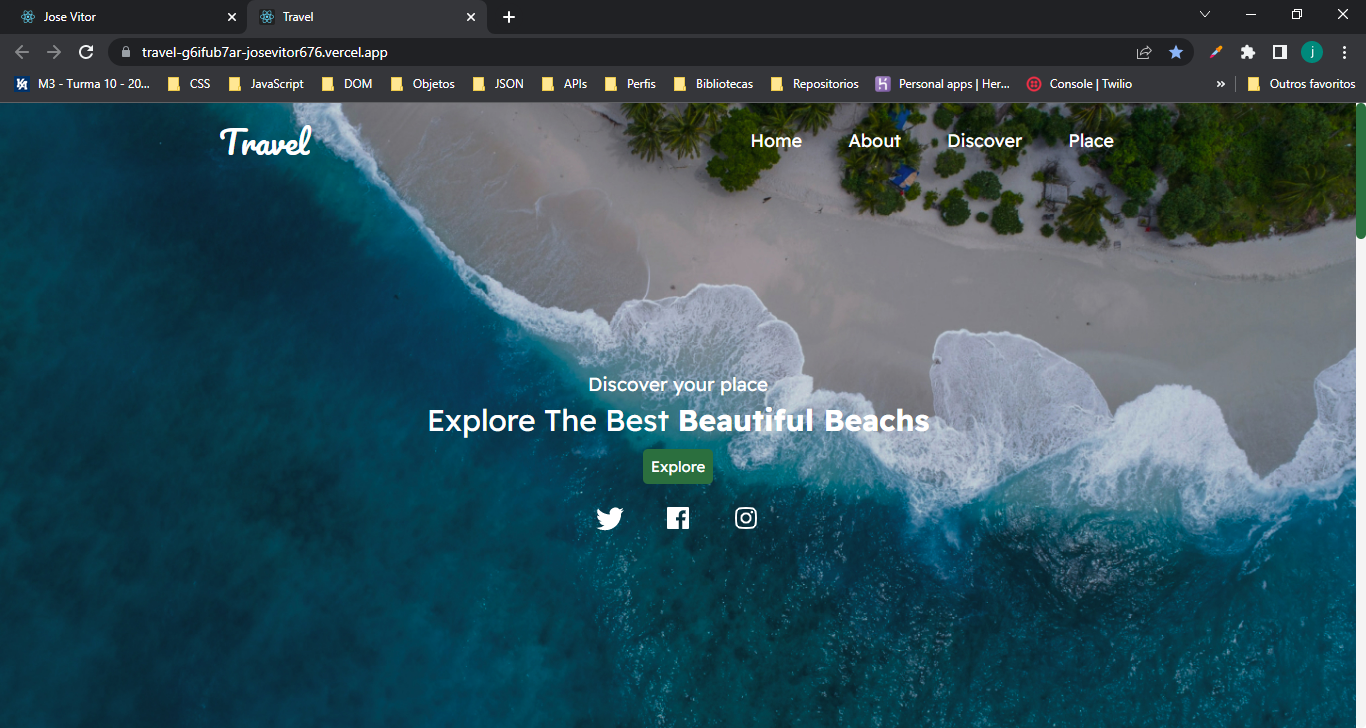 Jose Vitor
Travel
travel-g6ifub7ar-josevitor676.vercel.app
j
M3 - Turma 10 - 20... CSS JavaScript DOM Objetos JSON APIs Perfis Bibliotecas Repositorios Personal apps | Her... Console | Twilio » Outros favoritos
Travel
Home About Discover Place
Discover your place
Explore The Best Beautiful Beachs
Explore